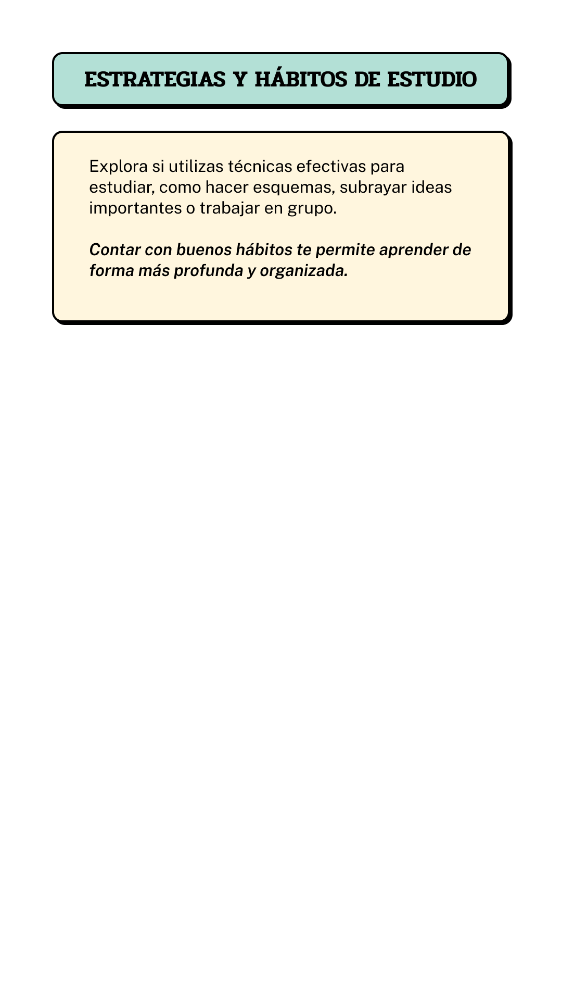 ESTRATEGIAS Y HÁBITOS DE ESTUDIO
Explora si utilizas técnicas efectivas para
estudiar, como hacer esquemas, subrayar ideas
importantes o trabajar en grupo.
Contar con buenos hábitos te permite aprender de
forma más profunda y organizada.